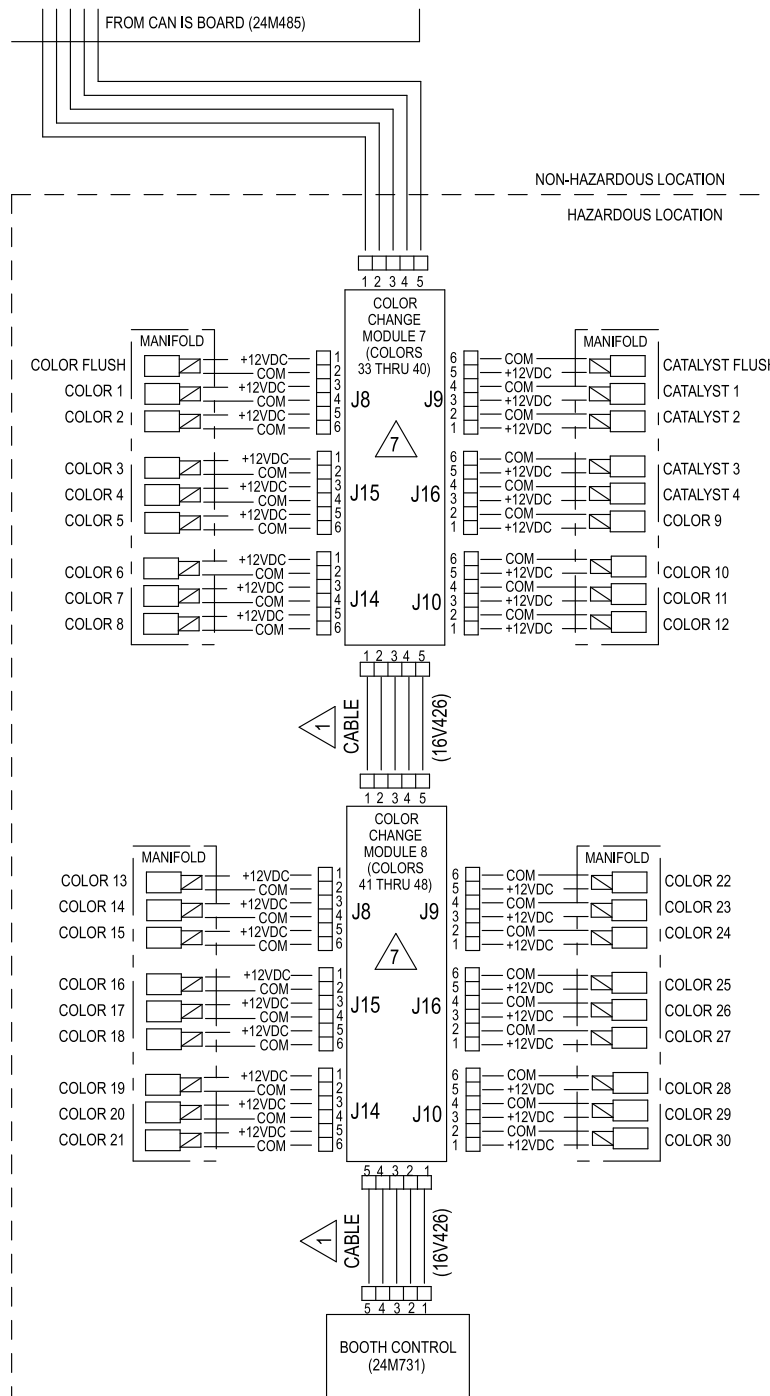 FROM CAN IS BOARD (24M485)
NON-HAZARDOUS LOCATION
HAZARDOUS LOCATION
1 2 3 4 5
COLOR
CHANGE
MODULE 7
(COLORS
33 THRU 40)
J8 J9
7
J15 J16
J14 J10
MANIFOLD
COLOR FLUSH +12VDC 1
COM 2
COLOR 1 +12VDC 3
COM 4
COLOR 2 +12VDC 5
COM 6
COLOR 3 +12VDC 1
COM 2
COLOR 4 +12VDC 3
COM 4
COLOR 5 +12VDC 5
COM 6
COLOR 6 +12VDC 1
COM 2
COLOR 7 +12VDC 3
COM 4
COLOR 8 +12VDC 5
COM 6
MANIFOLD
6 COM CATALYST FLUSH
5 +12VDC
4 COM CATALYST 1
3 +12VDC
2 COM CATALYST 2
1 +12VDC
6 COM CATALYST 3
5 +12VDC
4 COM CATALYST 4
3 +12VDC
2 COM COLOR 9
1 +12VDC
6 COM COLOR 10
5 +12VDC
4 COM COLOR 11
3 +12VDC
2 COM COLOR 12
1 +12VDC
1 2 3 4 5
1 CABLE (16V426)
1 2 3 4 5
COLOR
CHANGE
MODULE 8
(COLORS
41 THRU 48)
J8 J9
7
J15 J16
J14 J10
MANIFOLD
COLOR 13 +12VDC 1
COM 2
COLOR 14 +12VDC 3
COM 4
COLOR 15 +12VDC 5
COM 6
COLOR 16 +12VDC 1
COM 2
COLOR 17 +12VDC 3
COM 4
COLOR 18 +12VDC 5
COM 6
COLOR 19 +12VDC 1
COM 2
COLOR 20 +12VDC 3
COM 4
COLOR 21 +12VDC 5
COM 6
MANIFOLD
6 COM COLOR 22
5 +12VDC
4 COM COLOR 23
3 +12VDC
2 COM COLOR 24
1 +12VDC
6 COM COLOR 25
5 +12VDC
4 COM COLOR 26
3 +12VDC
2 COM COLOR 27
1 +12VDC
6 COM COLOR 28
5 +12VDC
4 COM COLOR 29
3 +12VDC
2 COM COLOR 30
1 +12VDC
5 4 3 2 1
1 CABLE (16V426)
5 4 3 2 1
BOOTH CONTROL
(24M731)